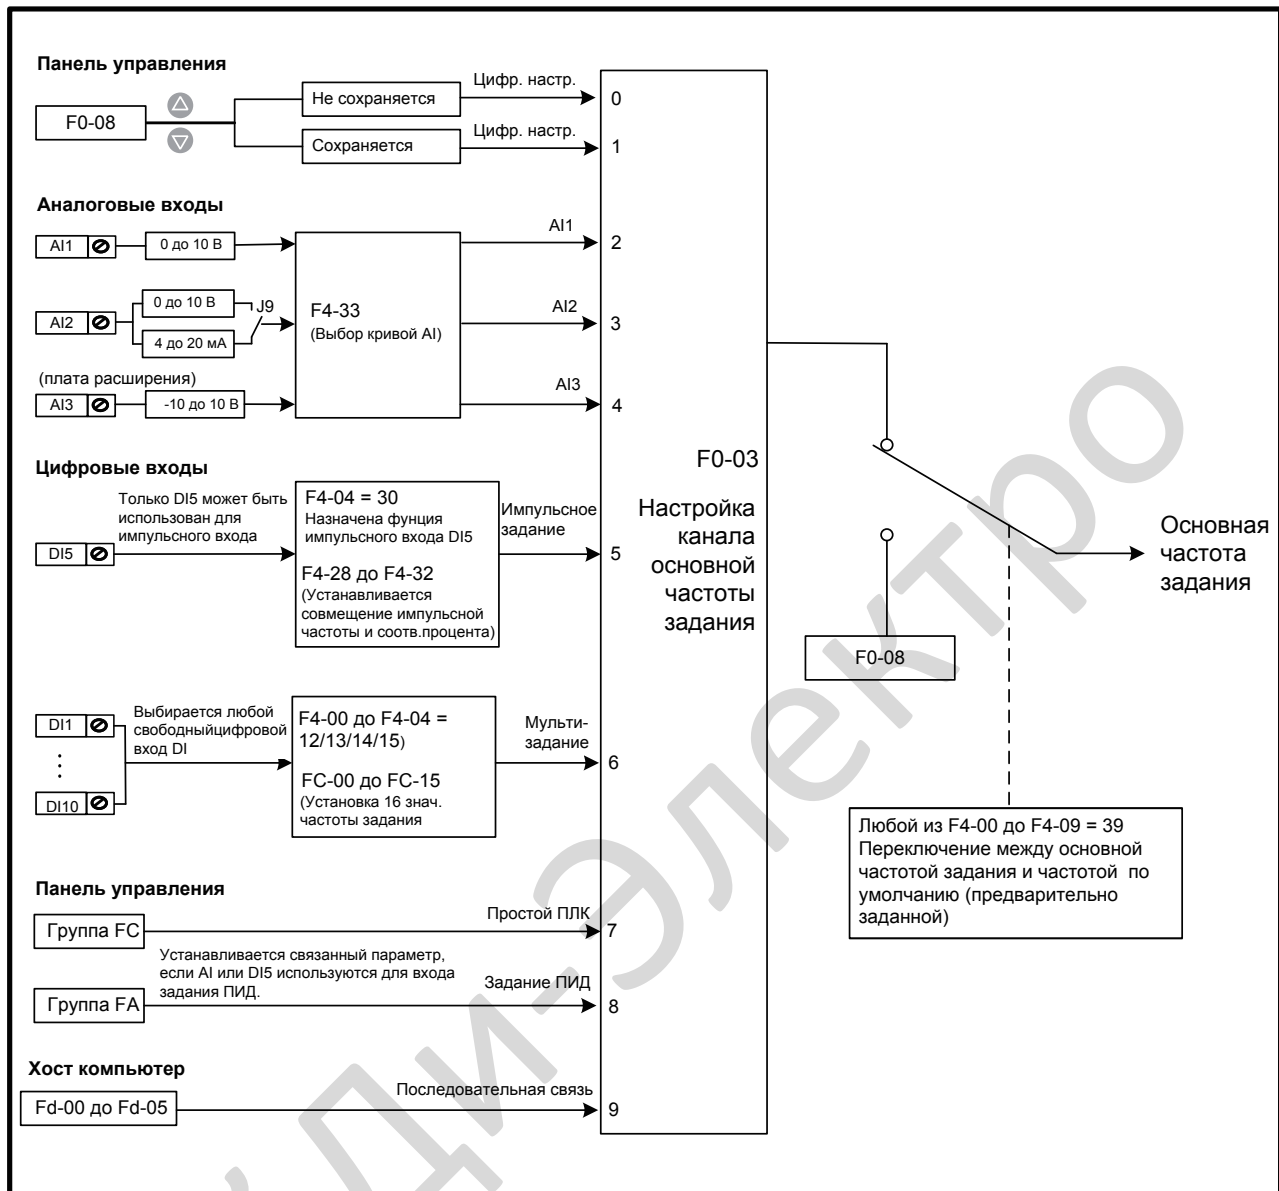 Панель управления
F0-08
Не сохраняется
Цифр. настр.
0
Сохраняется
Цифр. настр.
1
Аналоговые входы
AI1
0 до 10 В
AI1
2
AI2
0 до 10 В
4 до 20 мА
J9
F4-33
(Выбор кривой AI)
AI2
3
(плата расширения)
AI3
-10 до 10 В
AI3
4
Цифровые входы
Только DI5 может быть
использован для
импульсного входа
DI5
F4-04 = 30
Назначена фунция
импульсного входа DI5
F4-28 до F4-32
(Устанавливается
совмещение импульсной
частоты и соотв.процента)
Импульсное
задание
5
DI1
DI10
Выбирается любой
свободныйцифровой
вход DI
F4-00 до F4-04 =
12/13/14/15)
FC-00 до FC-15
(Установка 16 знач.
частоты задания
Мульти-
задание
6
Панель управления
Группа FC
Простой ПЛК
7
Устанавливается связанный параметр,
если AI или DI5 используются для входа
задания ПИД.
Группа FA
Задание ПИД
8
Хост компьютер
Fd-00 до Fd-05
Последовательная связь
9
F0-03
Настройка
канала
основной
частоты
задания
F0-08
Основная
частота
задания
Любой из F4-00 до F4-09 = 39
Переключение между основной
частотой задания и частотой по
умолчанию (предварительно
заданной)
Ди-Электро